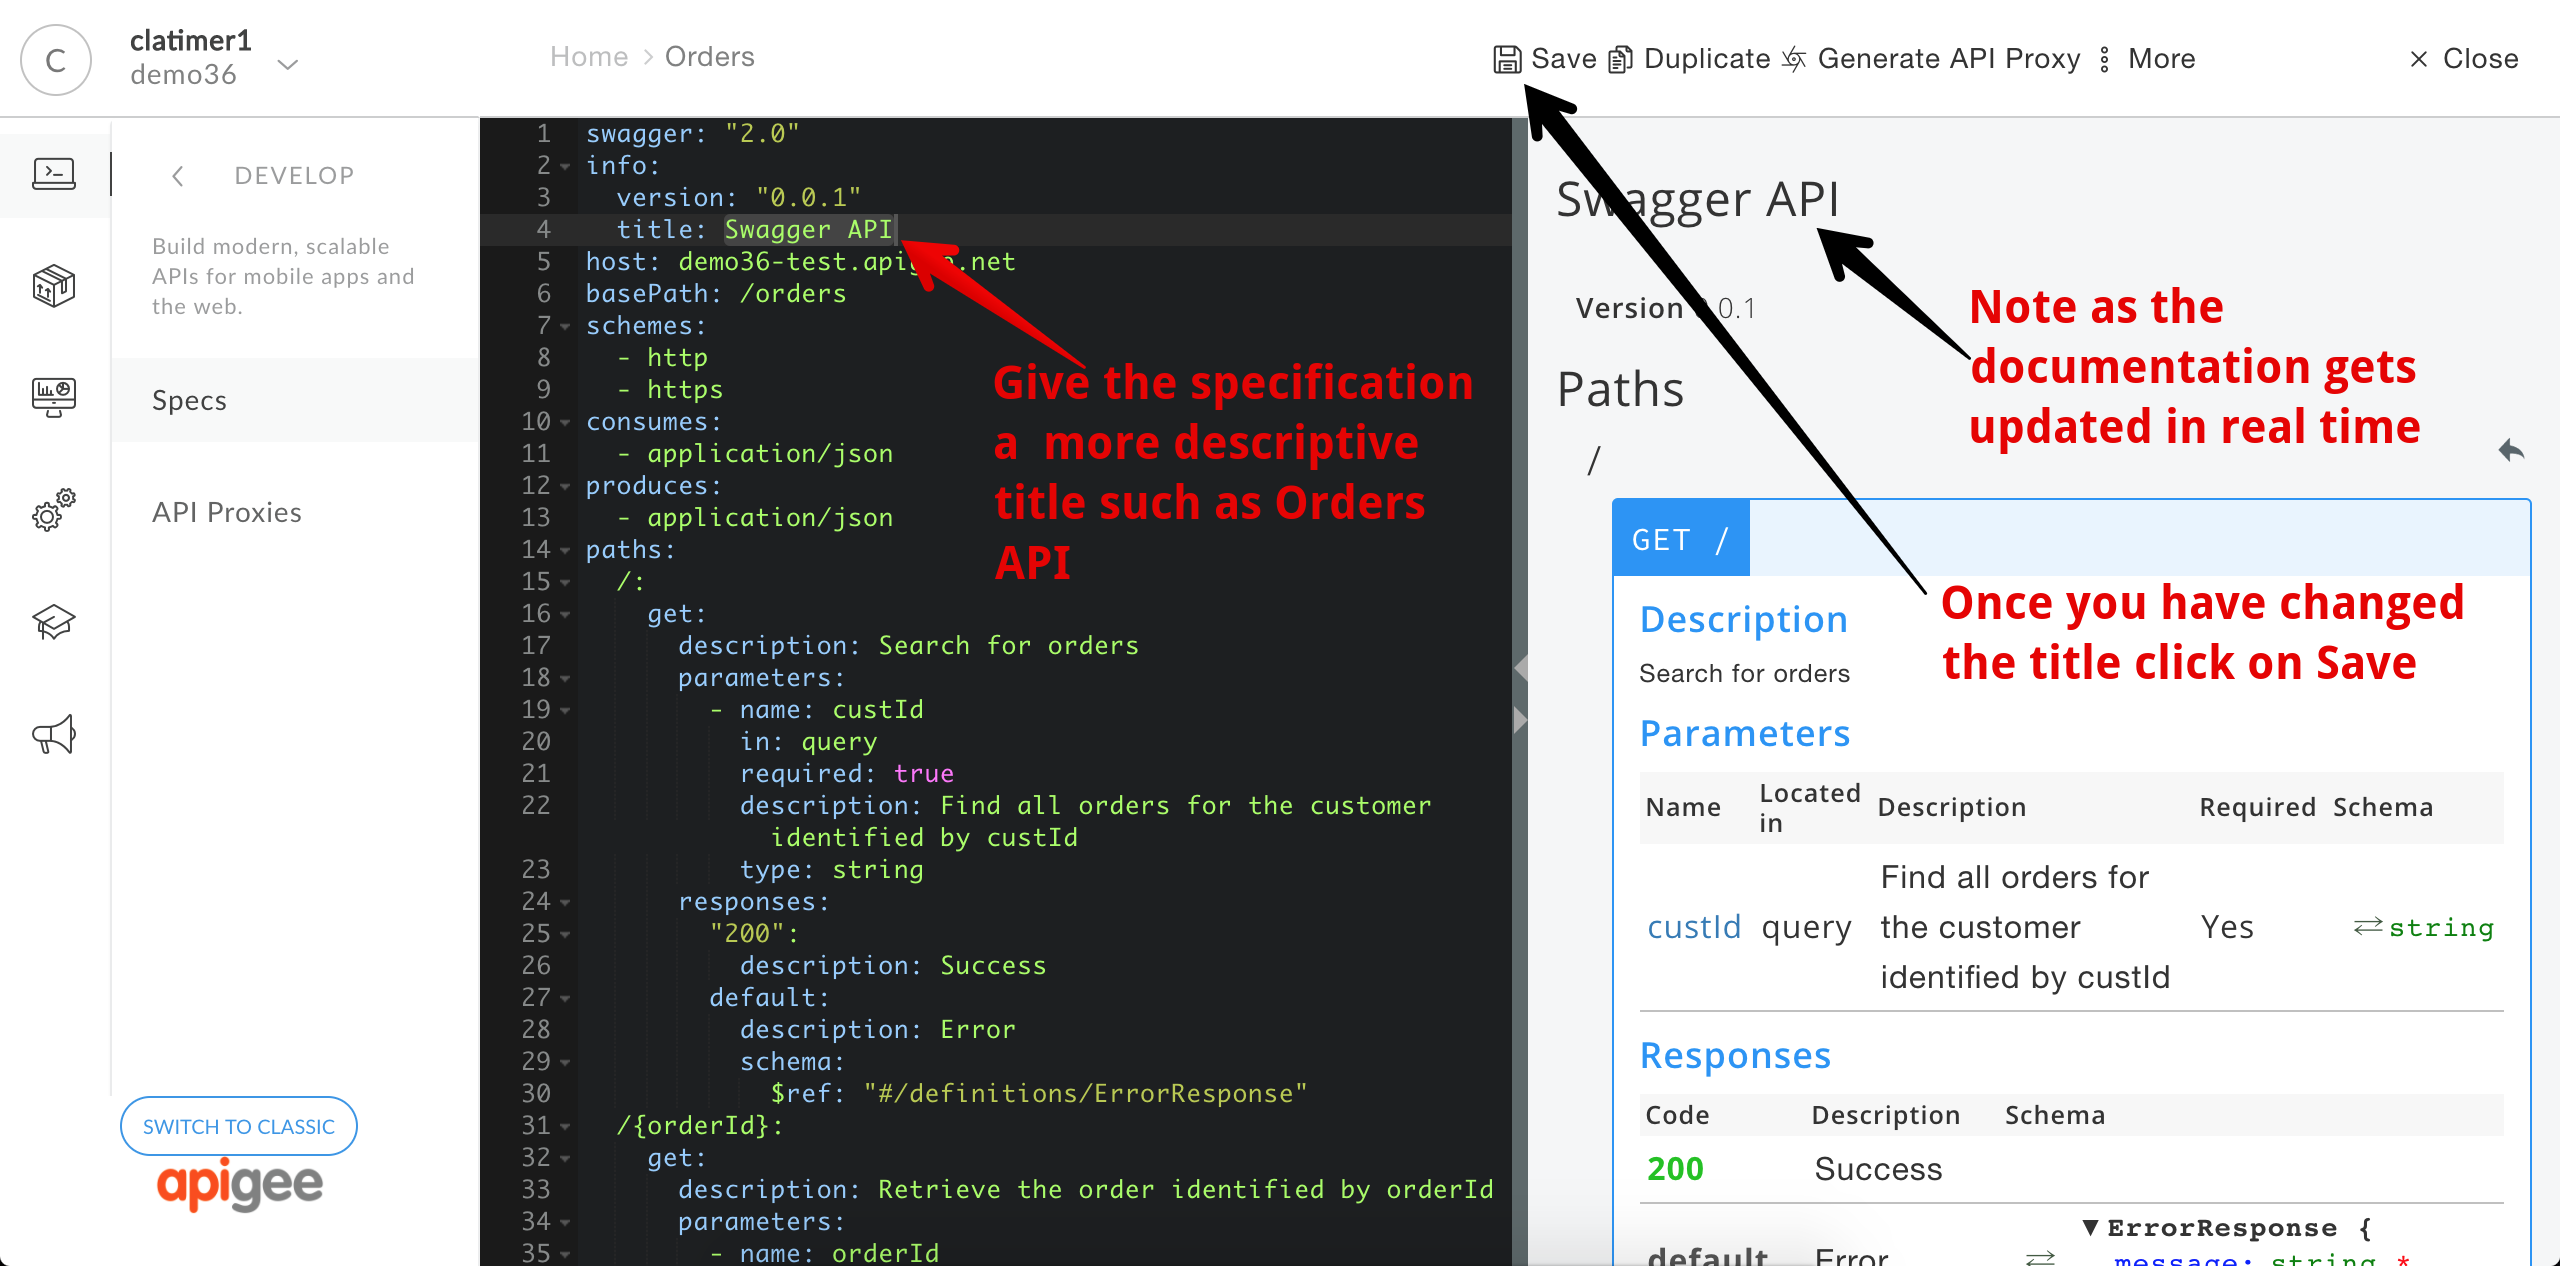 C
clatimer1
demo36
Home > Orders
Save Duplicate Generate API Proxy More
× Close
DEVELOP
Build modern, scalable
APIs for mobile apps and
the web.
Specs
API Proxies
SWITCH TO CLASSIC
apigee
1 swagger: "2.0"
2 info:
3 version: "0.0.1"
4 title: Swagger API
5 host: demo36-test.apigee.net
6 basePath: /orders
7 schemes:
8 - http
9 - https
10 consumes:
11 - application/json
12 produces:
13 - application/json
14 paths:
15 /:
16 get:
17 description: Search for orders
18 parameters:
19 - name: custId
20 in: query
21 required: true
22 description: Find all orders for the customer
identified by custId
23 type: string
24 responses:
25 "200":
26 description: Success
27 default:
28 description: Error
29 schema:
30 $ref: "#/definitions/ErrorResponse"
31 /{orderId}:
32 get:
33 description: Retrieve the order identified by orderId
34 parameters:
35 - name: orderId
Give the specification
a more descriptive
title such as Orders
API
Swagger API
Version 0.0.1
Note as the
documentation gets
updated in real time
Paths
/
GET /
Once you have changed
the title click on Save
Description
Search for orders
Parameters
Name Located in Description Required Schema
custId query Find all orders for the customer identified by custId Yes ⇄ string
Responses
Code Description Schema
200 Success
default Error ⇄ ▼ ErrorResponse {
message: string *